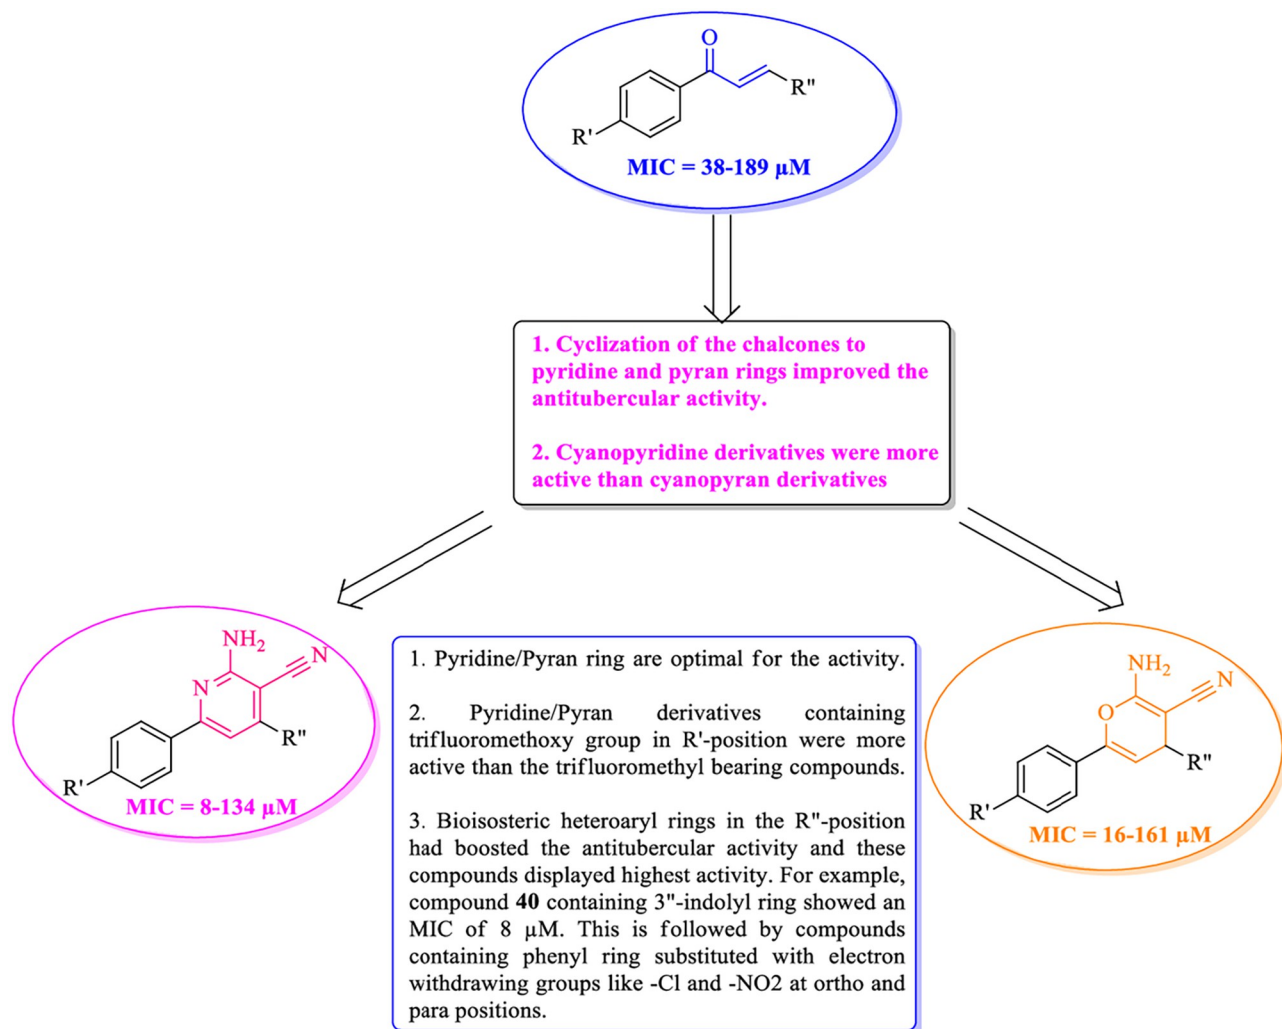 O
R"
R'
MIC = 38-189 µM
1. Cyclization of the chalcones to
pyridine and pyran rings improved the
antitubercular activity.
2. Cyanopyridine derivatives were more
active than cyanopyran derivatives
NH2
N
N
R"
R'
MIC = 8-134 µM
1. Pyridine/Pyran ring are optimal for the activity.
2. Pyridine/Pyran derivatives containing
trifluoromethoxy group in R'-position were more
active than the trifluoromethyl bearing compounds.
3. Bioisosteric heteroaryl rings in the R"-position
had boosted the antitubercular activity and these
compounds displayed highest activity. For example,
compound 40 containing 3"-indolyl ring showed an
MIC of 8 µM. This is followed by compounds
containing phenyl ring substituted with electron
withdrawing groups like -Cl and -NO2 at ortho and
para positions.
NH2
N
O
R"
R'
MIC = 16-161 µM